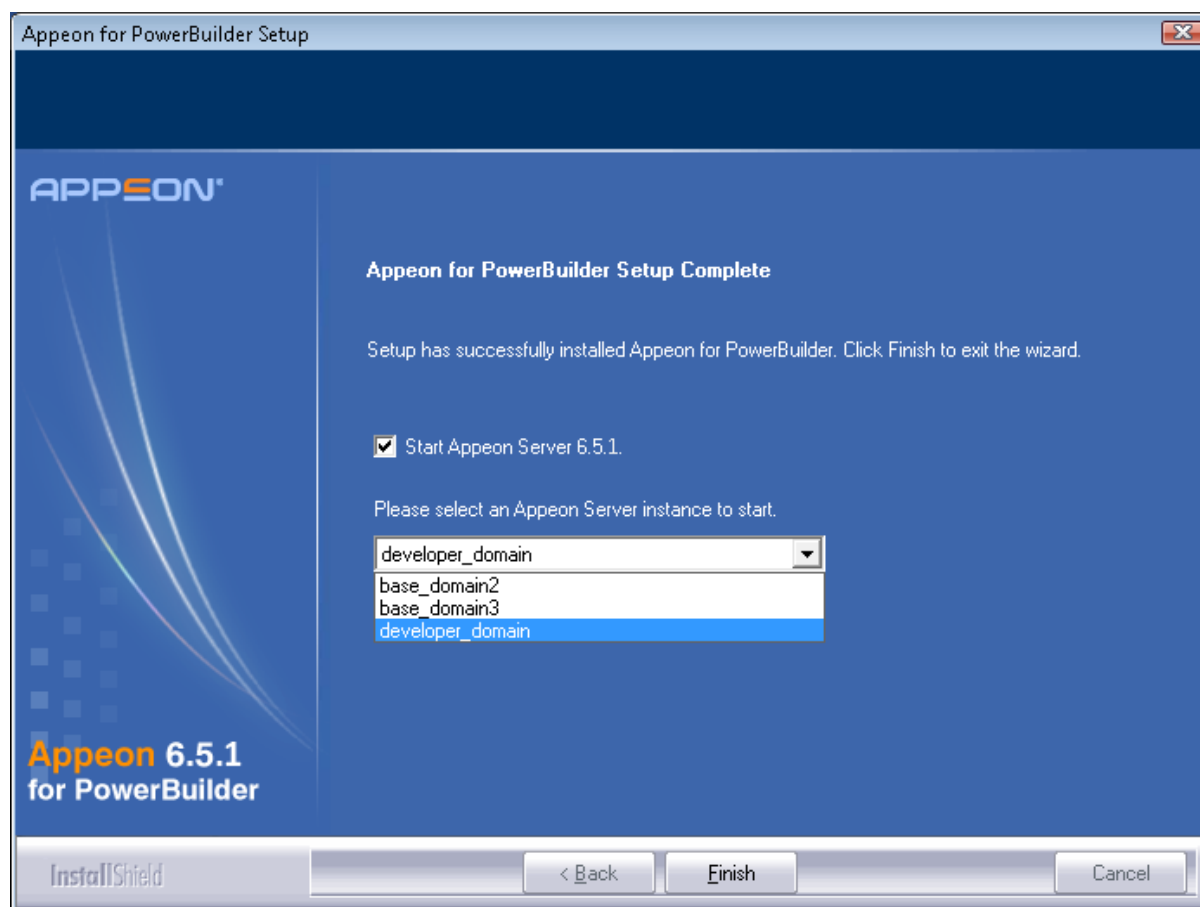 Appeon for PowerBuilder Setup
APPEON®
Appeon for PowerBuilder Setup Complete
Setup has successfully installed Appeon for PowerBuilder. Click Finish to exit the wizard.
Start Appeon Server 6.5.1.
Please select an Appeon Server instance to start.
developer_domain
base_domain2
base_domain3
developer_domain
Appeon 6.5.1
for PowerBuilder
InstallShield
< Back
Finish
Cancel